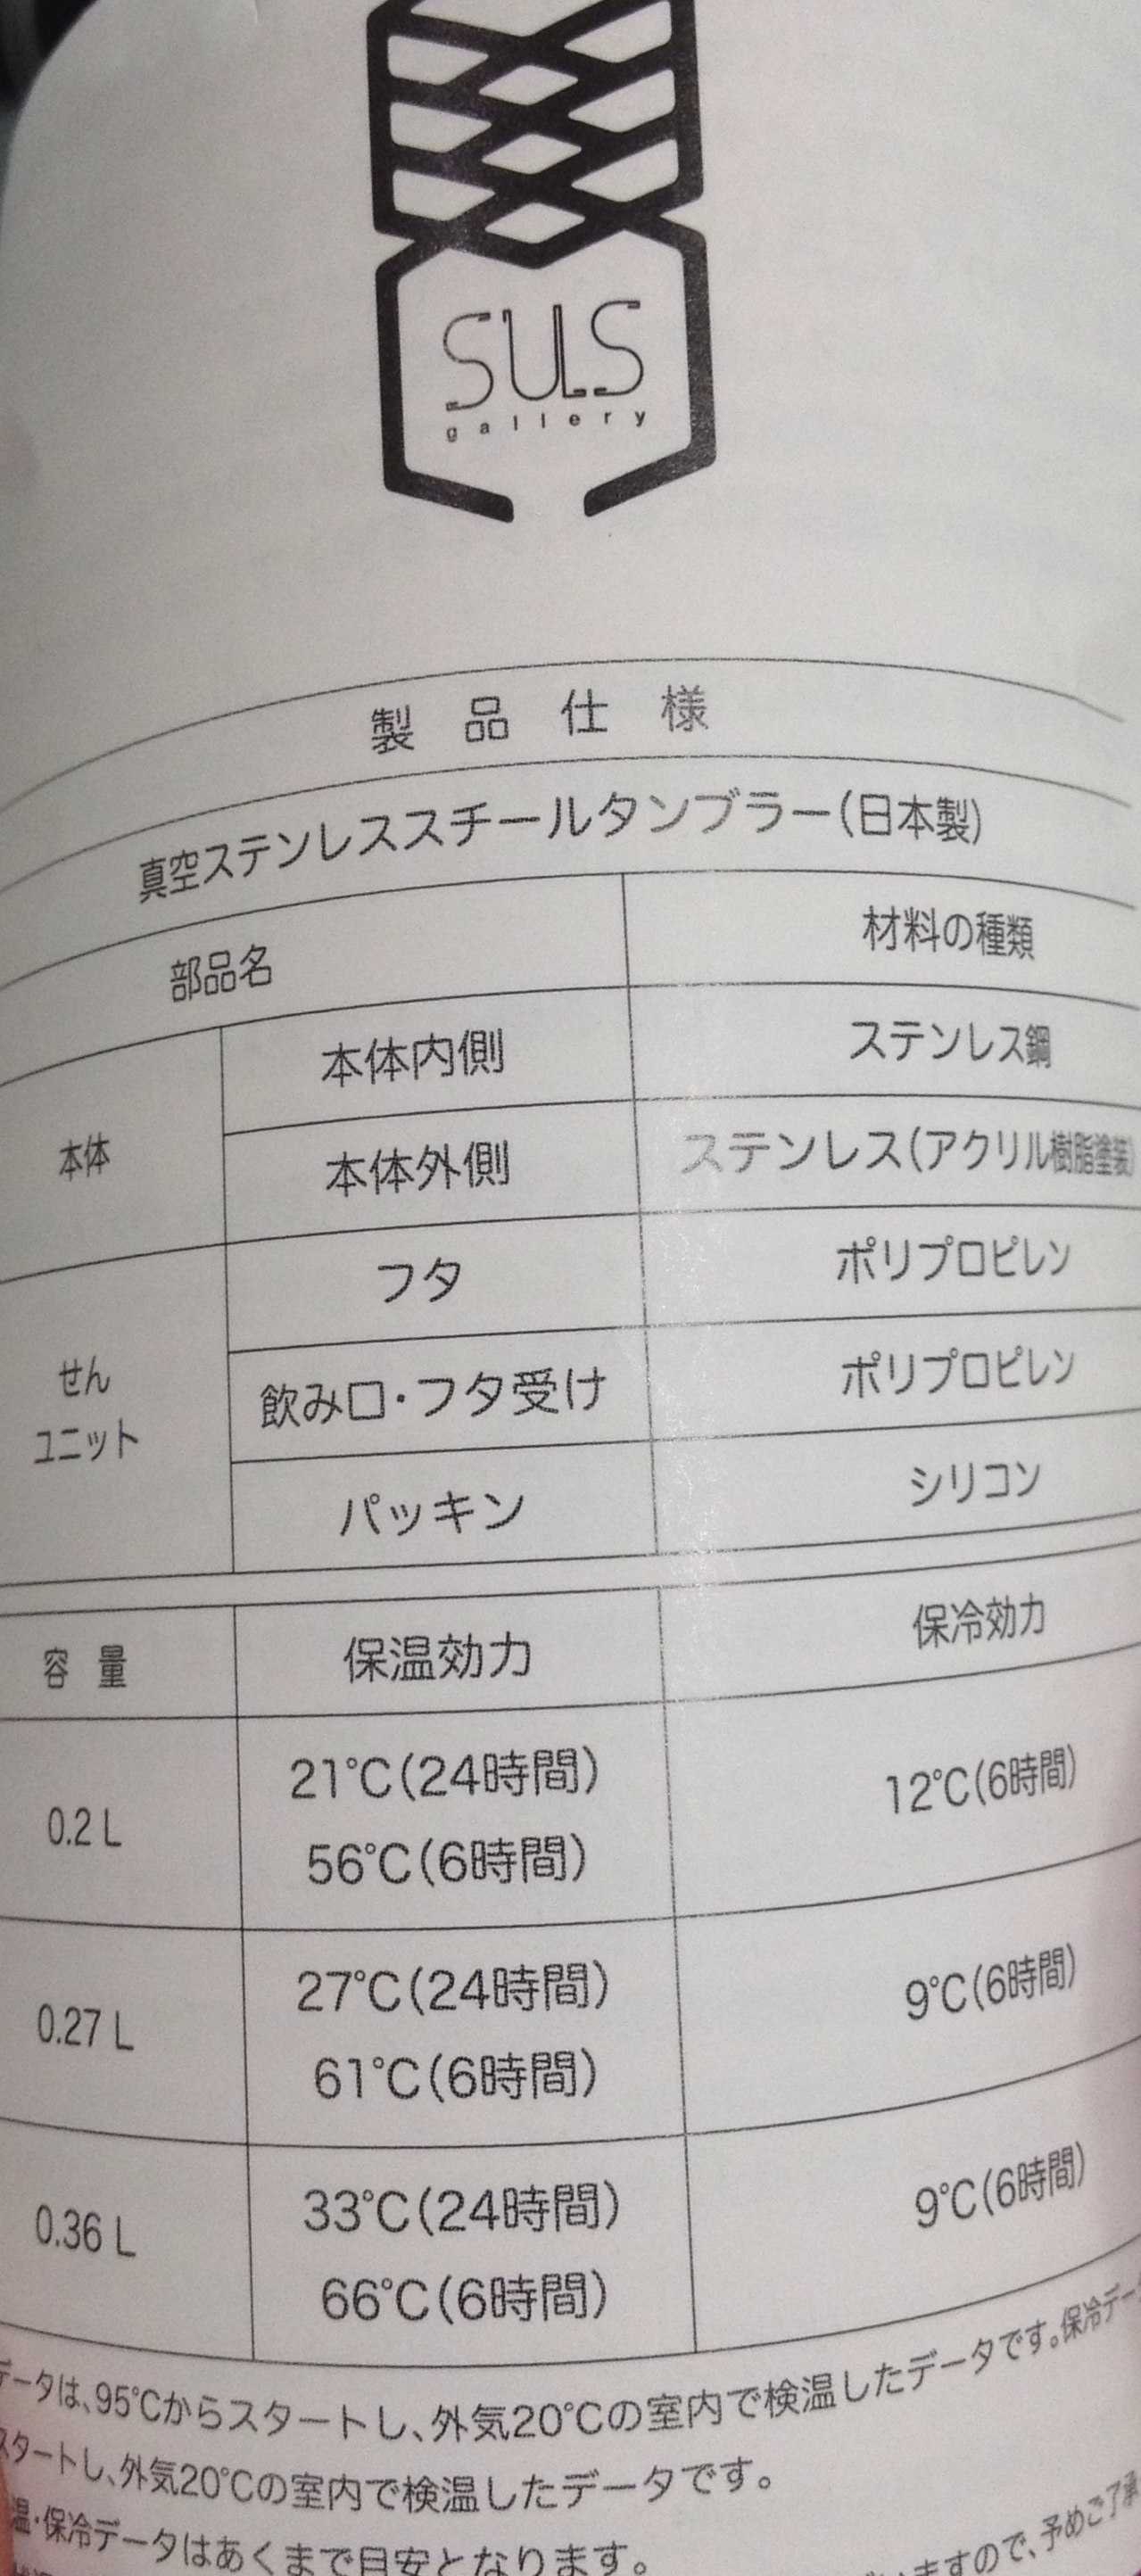 SUS
gallery
製品仕様
真空ステンレススチールタンブラー(日本製)
部品名 材料の種類
本体 本体内側 ステンレス鋼
本体外側 ステンレス(アクリル樹脂塗装)
せん
ユニット
フタ ポリプロピレン
飲み口・フタ受け ポリプロピレン
パッキン シリコン
容量 保温効力 保冷効力
0.2 L 21℃(24時間) 12℃(6時間)
56℃(6時間)
0.27 L 27℃(24時間) 9℃(6時間)
61℃(6時間)
0.36 L 33℃(24時間) 9℃(6時間)
66℃(6時間)
データは、95℃からスタートし、外気20℃の室内で検温したデータです。保冷デー
スタートし、外気20℃の室内で検温したデータです。
温・保冷データはあくまで目安となります。
ますので、予めご了承